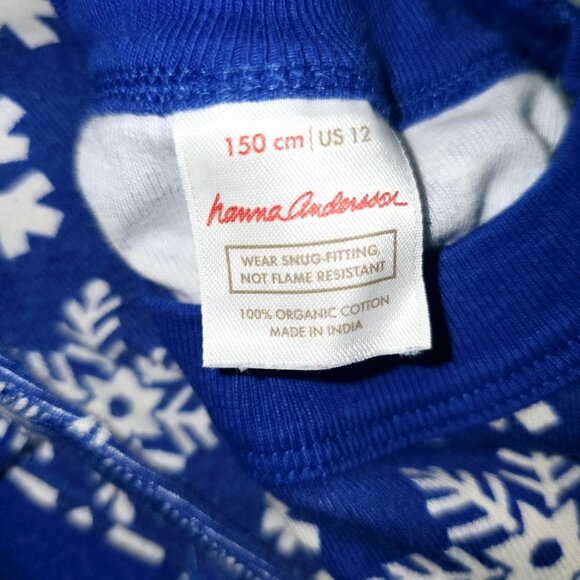 150 cm | US 12
hanna Andersson
WEAR SNUG-FITTING,
NOT FLAME RESISTANT
100% ORGANIC COTTON
MADE IN INDIA